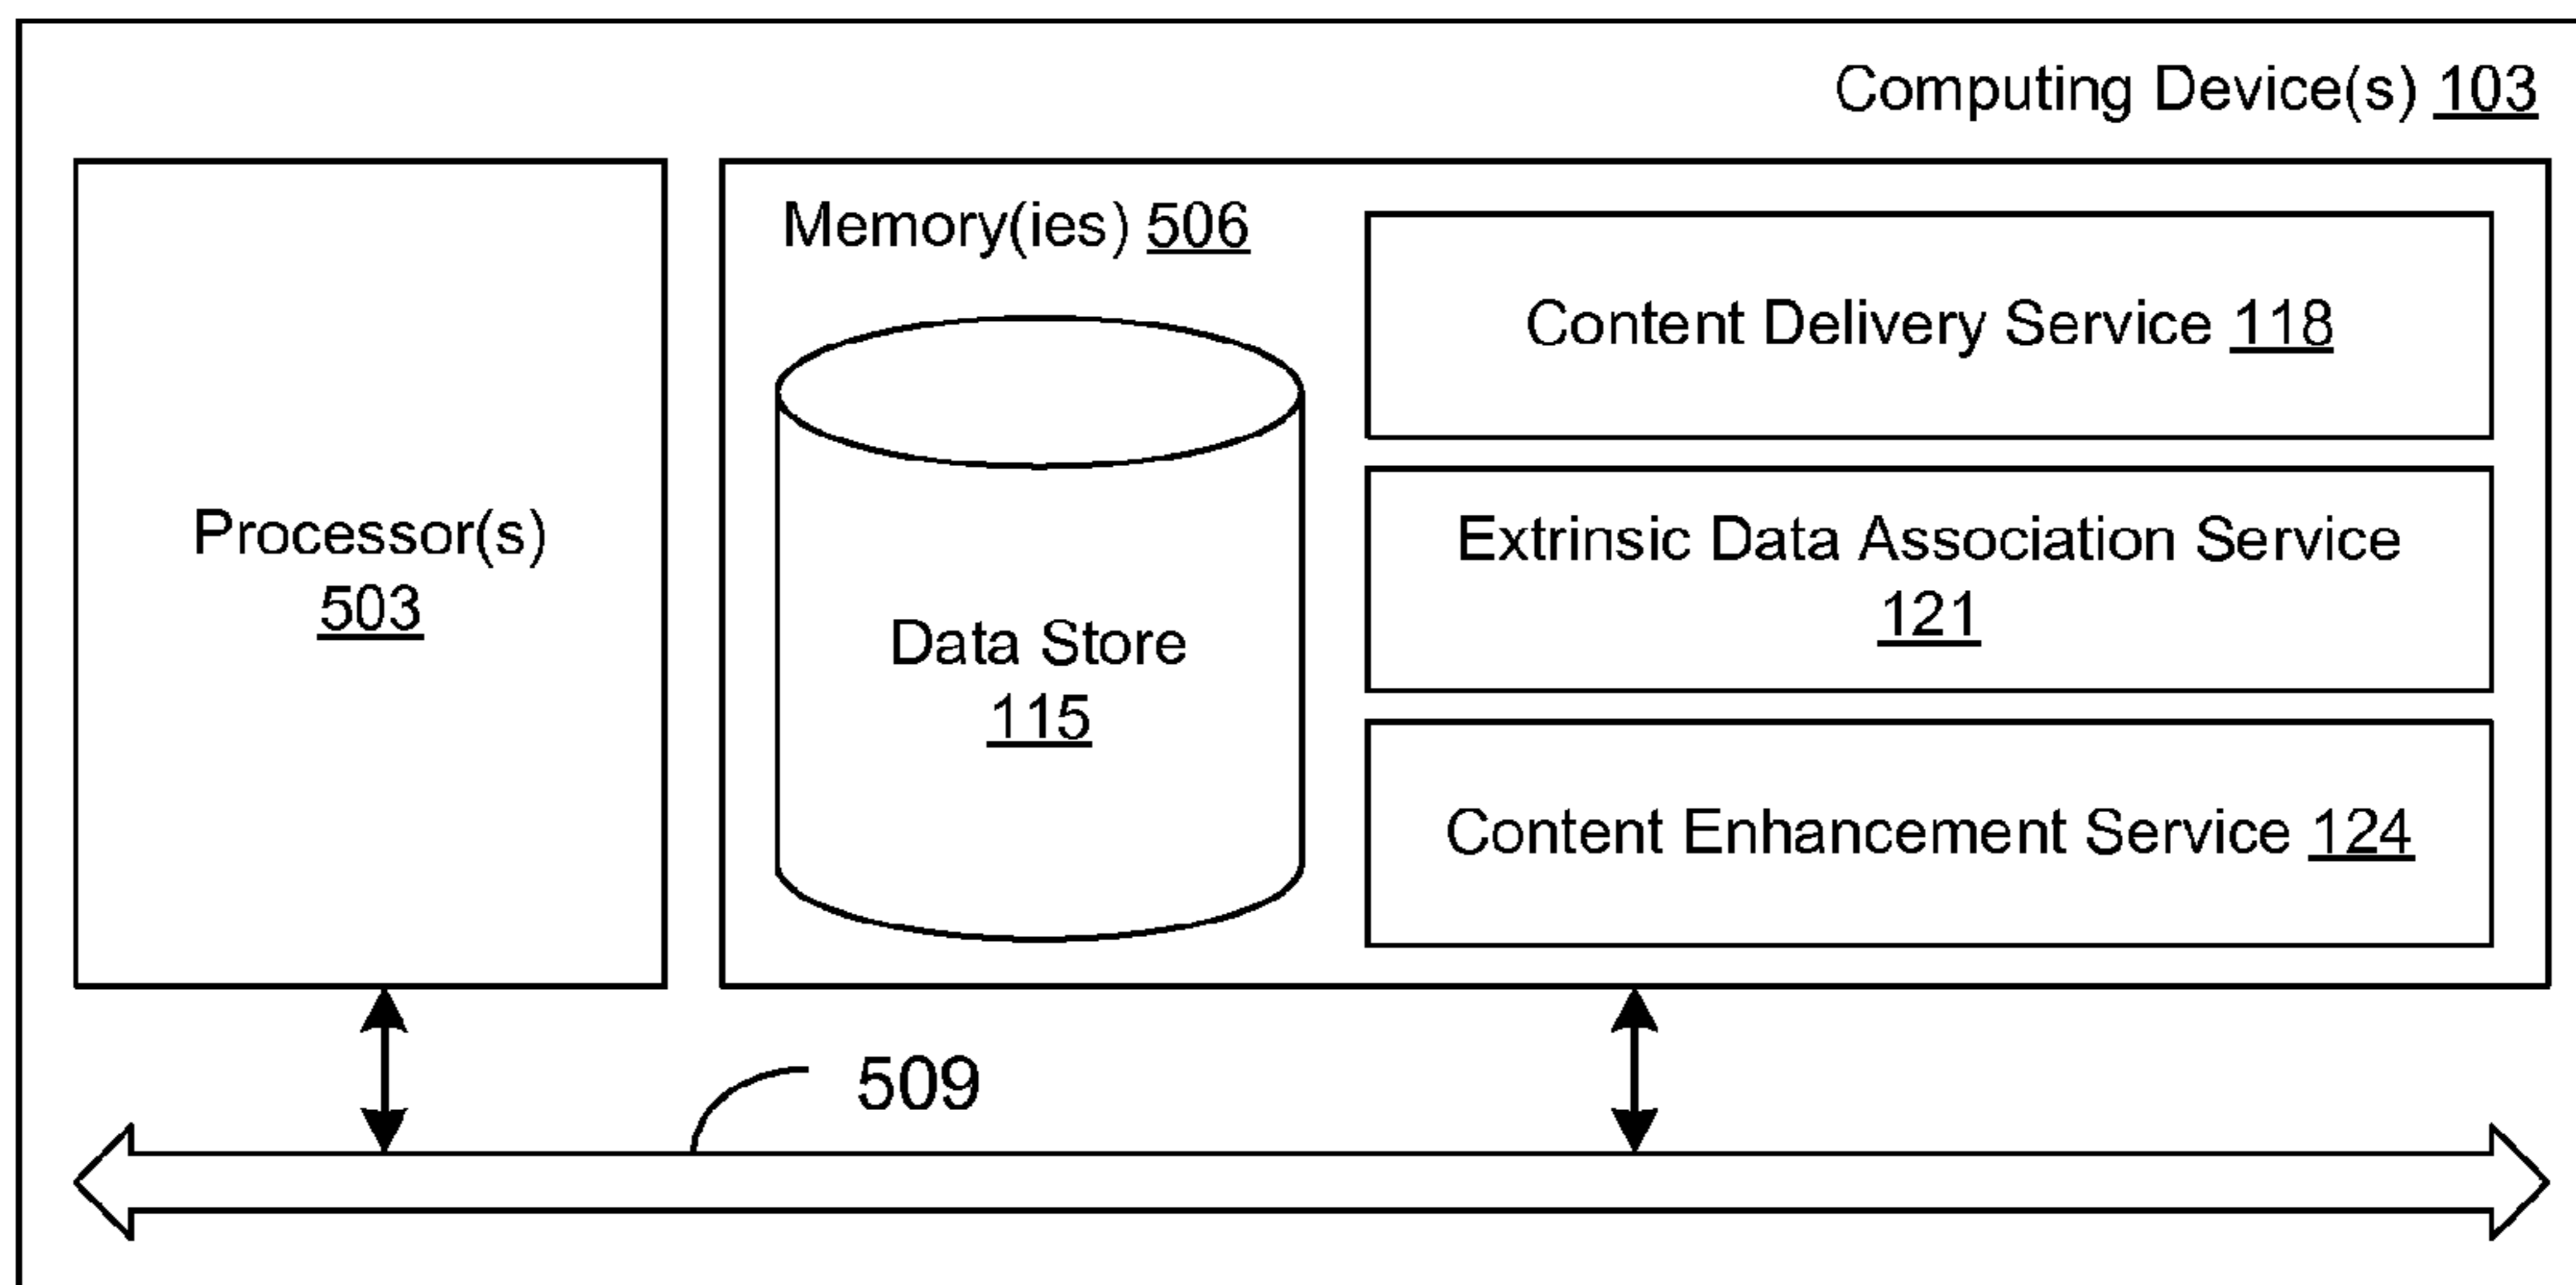 Computing Device(s) 103
Processor(s)
503
Memory(ies) 506
Data Store
115
Content Delivery Service 118
Extrinsic Data Association Service
121
Content Enhancement Service 124
509